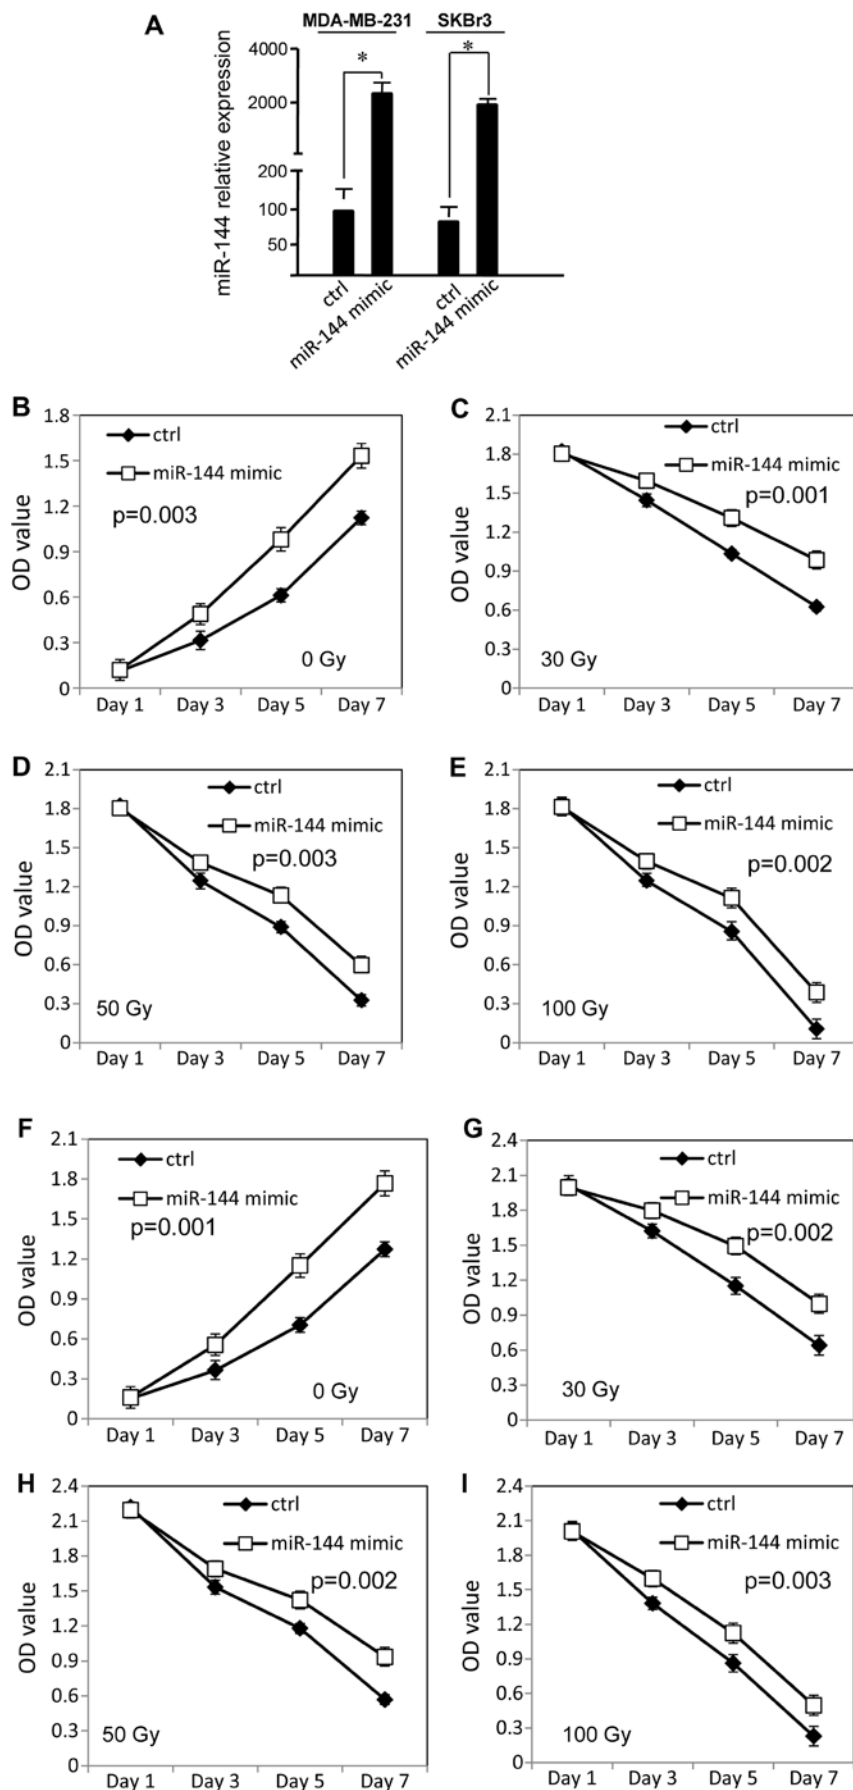 A
MDA-MB-231 SKBr3
miR-144 relative expression
4000
2000
200
100
50
* *
ctrl
miR-144 mimic
ctrl
miR-144 mimic
B
OD value
1.8
1.5
1.2
0.9
0.6
0.3
0
ctrl
miR-144 mimic
p=0.003
0 Gy
Day 1 Day 3 Day 5 Day 7
C
OD value
2.1
1.8
1.5
1.2
0.9
0.6
0.3
0
ctrl
miR-144 mimic
p=0.001
30 Gy
Day 1 Day 3 Day 5 Day 7
D
OD value
2.1
1.8
1.5
1.2
0.9
0.6
0.3
0
ctrl
miR-144 mimic
p=0.003
50 Gy
Day 1 Day 3 Day 5 Day 7
E
OD value
2.1
1.8
1.5
1.2
0.9
0.6
0.3
0
ctrl
miR-144 mimic
p=0.002
100 Gy
Day 1 Day 3 Day 5 Day 7
F
OD value
2.1
1.8
1.5
1.2
0.9
0.6
0.3
0
ctrl
miR-144 mimic
p=0.001
0 Gy
Day 1 Day 3 Day 5 Day 7
G
OD value
2.4
2.1
1.8
1.5
1.2
0.9
0.6
0.3
0
ctrl
miR-144 mimic
p=0.002
30 Gy
Day 1 Day 3 Day 5 Day 7
H
OD value
2.4
2.1
1.8
1.5
1.2
0.9
0.6
0.3
0
ctrl
miR-144 mimic
p=0.002
50 Gy
Day 1 Day 3 Day 5 Day 7
I
OD value
2.4
2.1
1.8
1.5
1.2
0.9
0.6
0.3
0
ctrl
miR-144 mimic
p=0.003
100 Gy
Day 1 Day 3 Day 5 Day 7